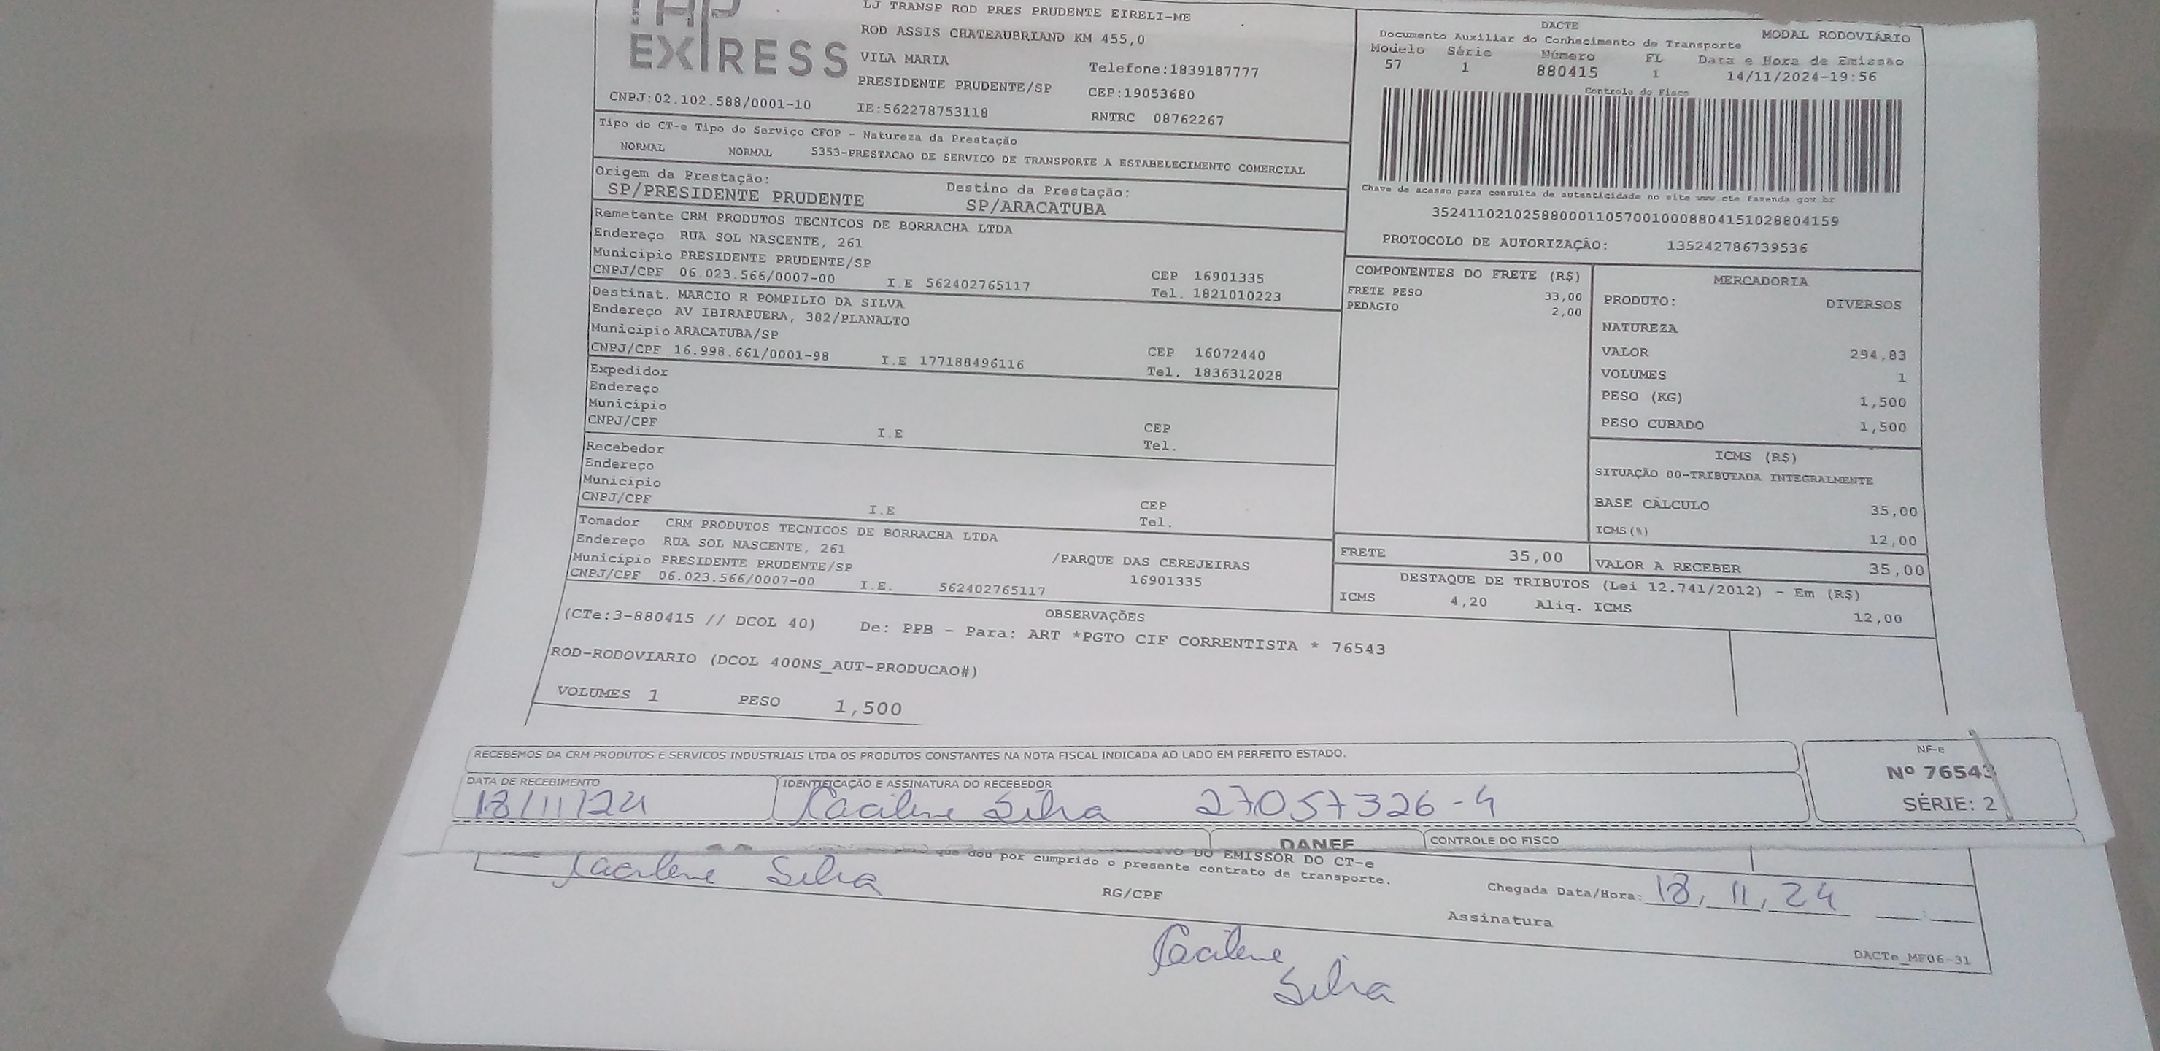 EXPRESS
LJ TRANSP ROD PRES PRUDENTE EIRELI-ME
ROD ASSIS CHATEAUBRIAND KM 455,0
VILA MARIA Telefone:1839187777
PRESIDENTE PRUDENTE/SP CEP:19053680
CNPJ:02.102.588/0001-10 IE:562278753118 RNTRC 08762267
DACTE MODAL RODOVIÁRIO
Documento Auxiliar do Conhecimento de Transporte
Modelo Série Número FL Data e Hora de Emissão
57 1 880415 1 14/11/2024-19:56
Controle do Fisco
Chave de acesso para consulta de autenticidade no site www.cte.fazenda.gov.br
35241102102588000110570010008804151028804159
PROTOCOLO DE AUTORIZAÇÃO: 135242786739536
Tipo do CT-e Tipo do Serviço CFOP - Natureza da Prestação
NORMAL NORMAL 5353-PRESTACAO DE SERVICO DE TRANSPORTE A ESTABELECIMENTO COMERCIAL
Origem da Prestação: Destino da Prestação:
SP/PRESIDENTE PRUDENTE SP/ARACATUBA
Remetente CRM PRODUTOS TECNICOS DE BORRACHA LTDA
Endereço RUA SOL NASCENTE, 261
Município PRESIDENTE PRUDENTE/SP CEP 16901335
CNPJ/CPF 06.023.566/0007-00 I.E 562402765117 Tel. 1821010223
Destinat. MARCIO R POMPILIO DA SILVA
Endereço AV IBIRAPUERA, 382/PLANALTO
Município ARACATUBA/SP CEP 16072440
CNPJ/CPF 16.998.661/0001-98 I.E 177188496116 Tel. 1836312028
Expedidor
Endereço
Município CEP
CNPJ/CPF I.E Tel.
Recebedor
Endereço
Município CEP
CNPJ/CPF I.E Tel.
Tomador CRM PRODUTOS TECNICOS DE BORRACHA LTDA
Endereço RUA SOL NASCENTE, 261 /PARQUE DAS CEREJEIRAS
Município PRESIDENTE PRUDENTE/SP 16901335
CNPJ/CPF 06.023.566/0007-00 I.E. 562402765117
COMPONENTES DO FRETE (R$)
FRETE PESO 33,00
PEDAGIO 2,00
FRETE 35,00
MERCADORIA
PRODUTO: DIVERSOS
NATUREZA
VALOR 294,83
VOLUMES 1
PESO (KG) 1,500
PESO CUBADO 1,500
ICMS (R$)
SITUAÇÃO 00-TRIBUTADA INTEGRALMENTE
BASE CÁLCULO 35,00
ICMS(%) 12,00
VALOR A RECEBER 35,00
DESTAQUE DE TRIBUTOS (Lei 12.741/2012) - Em (R$)
ICMS 4,20 Aliq. ICMS 12,00
OBSERVAÇÕES
(CTe:3-880415 // DCOL 40) De: PPB - Para: ART *PGTO CIF CORRENTISTA * 76543
ROD-RODOVIARIO (DCOL 400NS_AUT-PRODUCAO#)
VOLUMES 1 PESO 1,500
RECEBEMOS DA CRM PRODUTOS E SERVICOS INDUSTRIAIS LTDA OS PRODUTOS CONSTANTES NA NOTA FISCAL INDICADA AO LADO EM PERFEITO ESTADO.
DATA DE RECEBIMENTO IDENTIFICAÇÃO E ASSINATURA DO RECEBEDOR
18/11/24 Silva 27057326-4
NF-e
Nº 76543
SÉRIE: 2
DANFE CONTROLE DO FISCO
DO EMISSOR DO CT-e
que dou por cumprido o presente contrato de transporte.
Silva RG/CPF Chegada Data/Hora: 18, 11, 24
Assinatura
Silva
DACTe_MF06-31